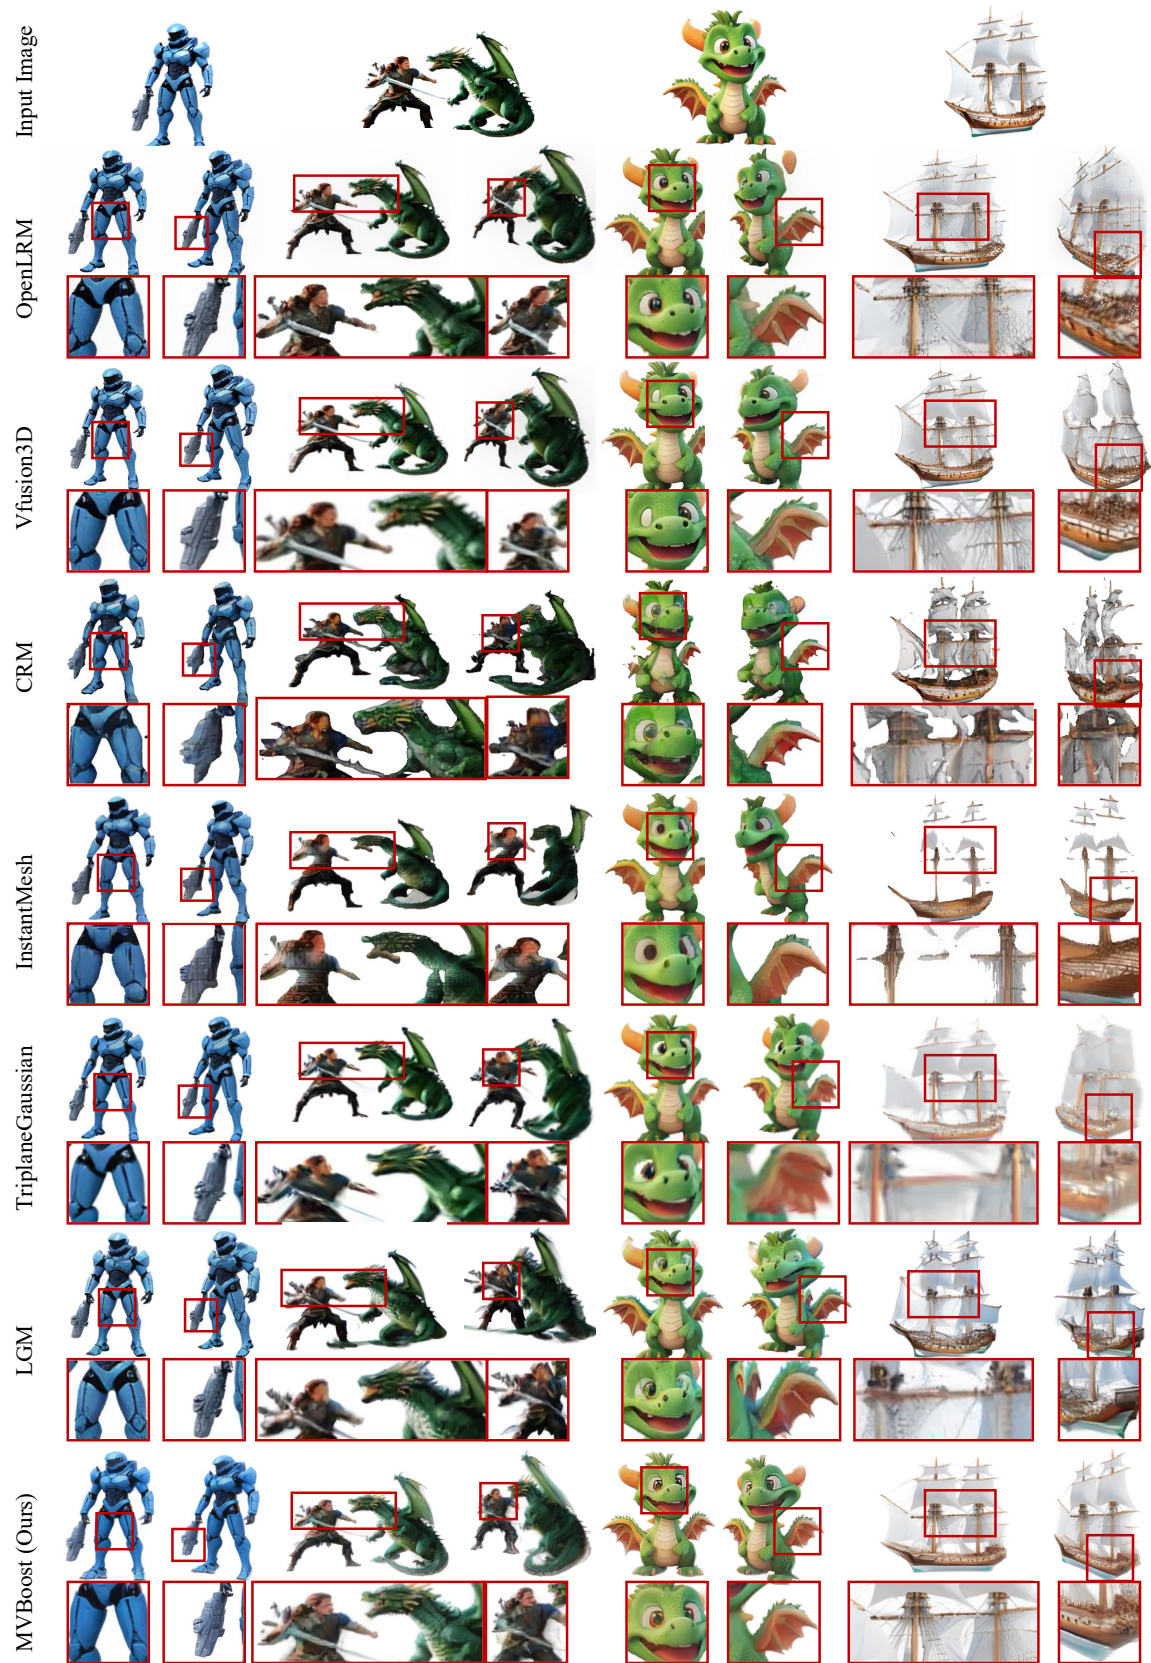 Input Image
OpenLRM
Vfusion3D
CRM
InstantMesh
TriplaneGaussian
LGM
MVBoost (Ours)